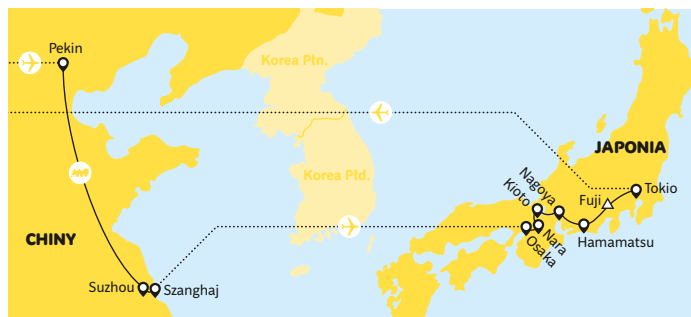 Pekin
Korea Płn.
JAPONIA
Korea Płd.
Nagoya
Kioto
Fuji
Tokio
CHINY
Nara
Osaka
Hamamatsu
Suzhou
Szanghaj